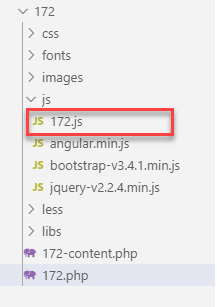 172
css
fonts
images
js
JS 172.js
JS angular.min.js
JS bootstrap-v3.4.1.min.js
JS jquery-v2.2.4.min.js
less
libs
172-content.php
172.php